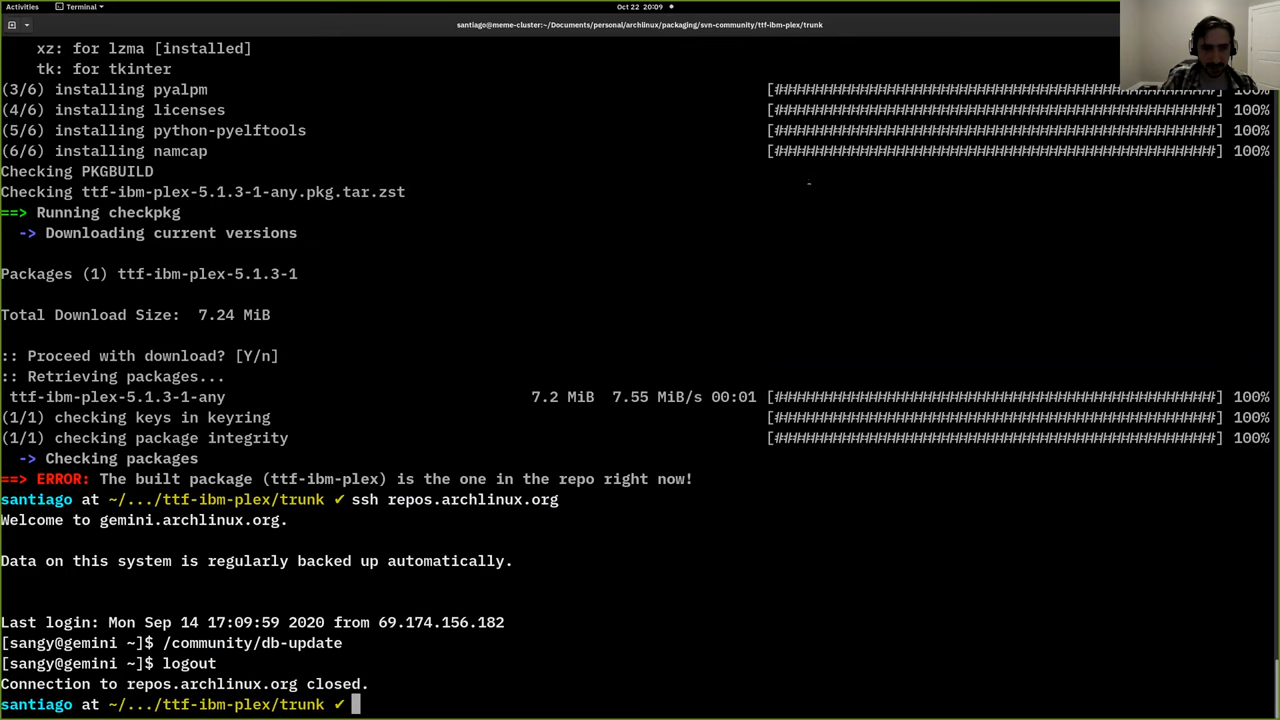 Activities
Terminal
Oct 22 20:09
santiago@meme-cluster:~/Documents/personal/archlinux/packaging/svn-community/ttf-ibm-plex/trunk
xz: for lzma [installed]
tk: for tkinter
(3/6) installing pyalpm [################################################] 100%
(4/6) installing licenses [################################################] 100%
(5/6) installing python-pyelftools [################################################] 100%
(6/6) installing namcap [################################################] 100%
Checking PKGBUILD
Checking ttf-ibm-plex-5.1.3-1-any.pkg.tar.zst
==> Running checkpkg
-> Downloading current versions
Packages (1) ttf-ibm-plex-5.1.3-1
Total Download Size:  7.24 MiB
:: Proceed with download? [Y/n]
:: Retrieving packages...
ttf-ibm-plex-5.1.3-1-any 7.2 MiB  7.55 MiB/s 00:01 [################################################] 100%
(1/1) checking keys in keyring [################################################] 100%
(1/1) checking package integrity [################################################] 100%
-> Checking packages
==> ERROR: The built package (ttf-ibm-plex) is the one in the repo right now!
santiago at ~/.../ttf-ibm-plex/trunk ✔ ssh repos.archlinux.org
Welcome to gemini.archlinux.org.
Data on this system is regularly backed up automatically.
Last login: Mon Sep 14 17:09:59 2020 from 69.174.156.182
[sangy@gemini ~]$ /community/db-update
[sangy@gemini ~]$ logout
Connection to repos.archlinux.org closed.
santiago at ~/.../ttf-ibm-plex/trunk ✔